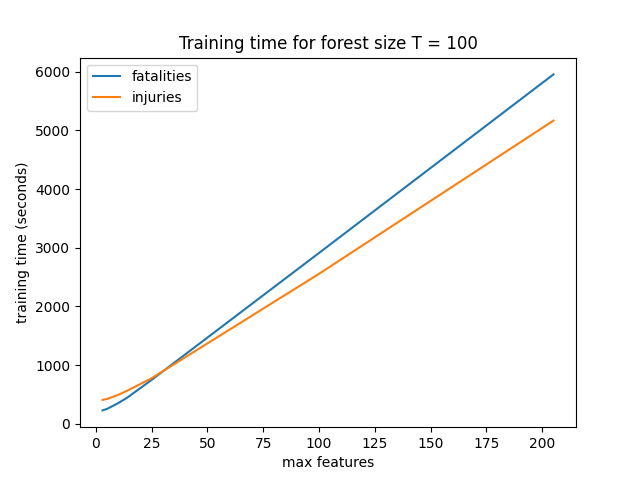 Training time for forest size T = 100
fatalities
injuries
6000
5000
4000
3000
2000
1000
0
training time (seconds)
0 25 50 75 100 125 150 175 200
max features